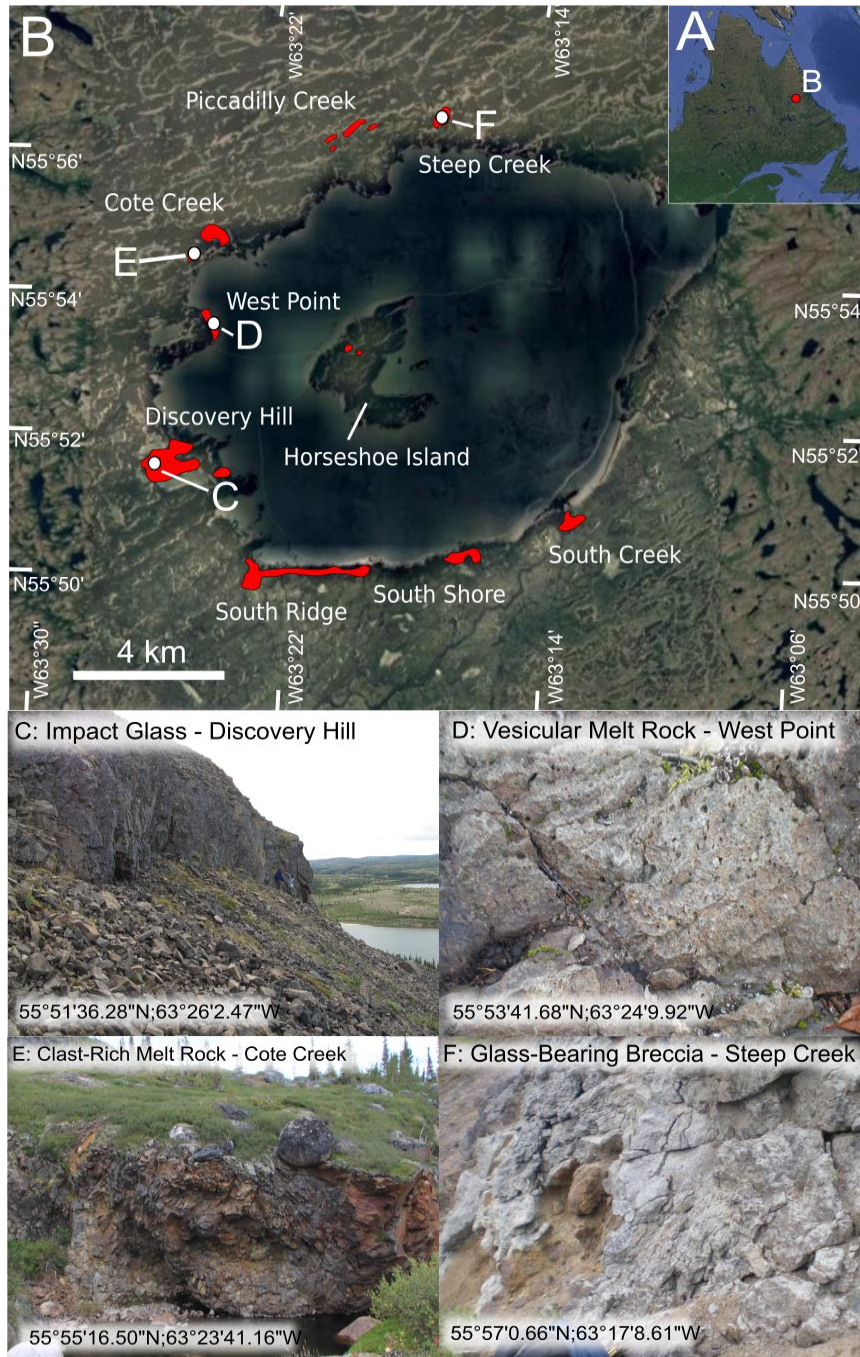 B
A
B
W63°22'
W63°14'
Piccadilly Creek
F
N55°56'
Steep Creek
Cote Creek
E
N55°54'
N55°54'
West Point
D
Discovery Hill
N55°52'
N55°52'
Horseshoe Island
C
South Creek
N55°50'
N55°50'
South Shore
South Ridge
4 km
W63°30"
W63°22'
W63°14'
W63°06'
C: Impact Glass - Discovery Hill
55°51'36.28"N;63°26'2.47"W
D: Vesicular Melt Rock - West Point
55°53'41.68"N;63°24'9.92"W
E: Clast-Rich Melt Rock - Cote Creek
55°55'16.50"N;63°23'41.16"W
F: Glass-Bearing Breccia - Steep Creek
55°57'0.66"N;63°17'8.61"W